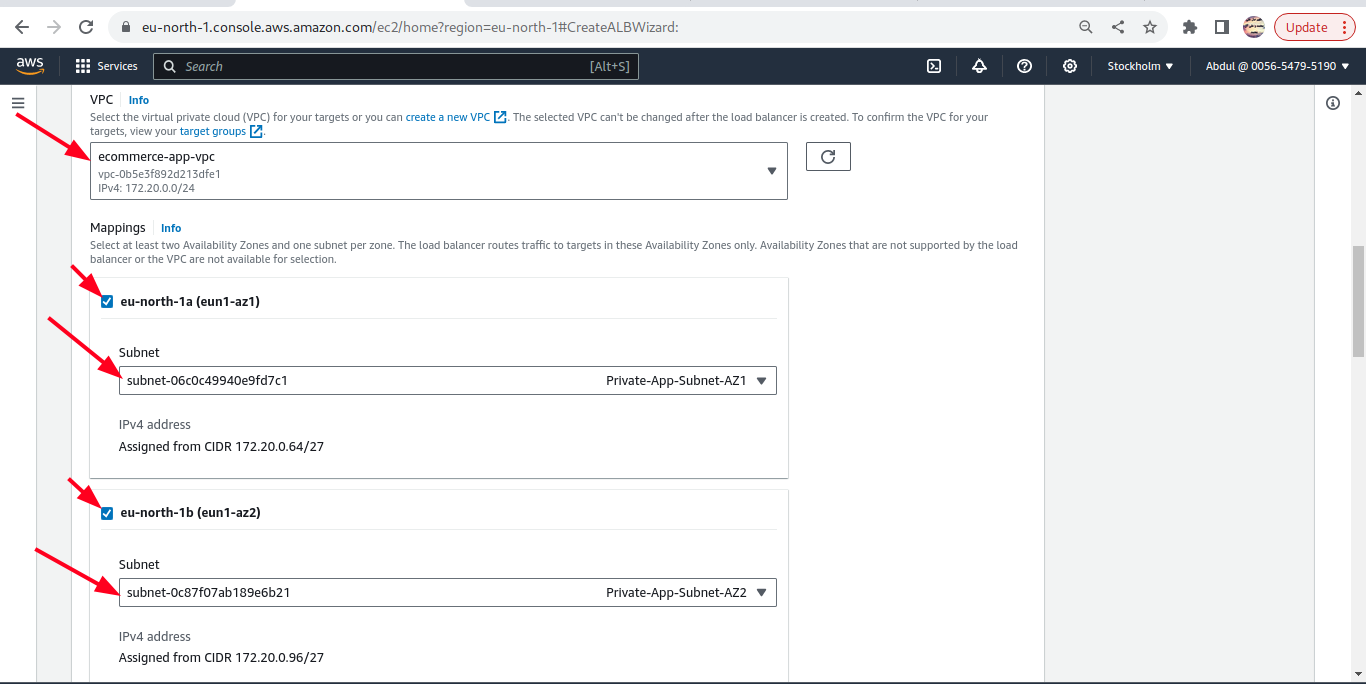 eu-north-1.console.aws.amazon.com/ec2/home?region=eu-north-1#CreateALBWizard:
Update
aws
Services
Search
[Alt+S]
Stockholm
Abdul @ 0056-5479-5190
VPC
Info
Select the virtual private cloud (VPC) for your targets or you can create a new VPC. The selected VPC can't be changed after the load balancer is created. To confirm the VPC for your
targets, view your target groups.
ecommerce-app-vpc
vpc-0b5e3f892d213dfe1
IPv4: 172.20.0.0/24
Mappings
Info
Select at least two Availability Zones and one subnet per zone. The load balancer routes traffic to targets in these Availability Zones only. Availability Zones that are not supported by the load
balancer or the VPC are not available for selection.
eu-north-1a (eun1-az1)
Subnet
subnet-06c0c49940e9fd7c1
Private-App-Subnet-AZ1
IPv4 address
Assigned from CIDR 172.20.0.64/27
eu-north-1b (eun1-az2)
Subnet
subnet-0c87f07ab189e6b21
Private-App-Subnet-AZ2
IPv4 address
Assigned from CIDR 172.20.0.96/27